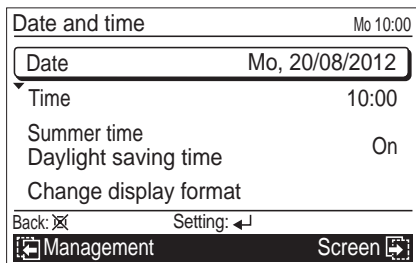 Date and time Mo 10:00
Date Mo, 20/08/2012
Time 10:00
Summer time
Daylight saving time On
Change display format
Back: Setting:
Management Screen